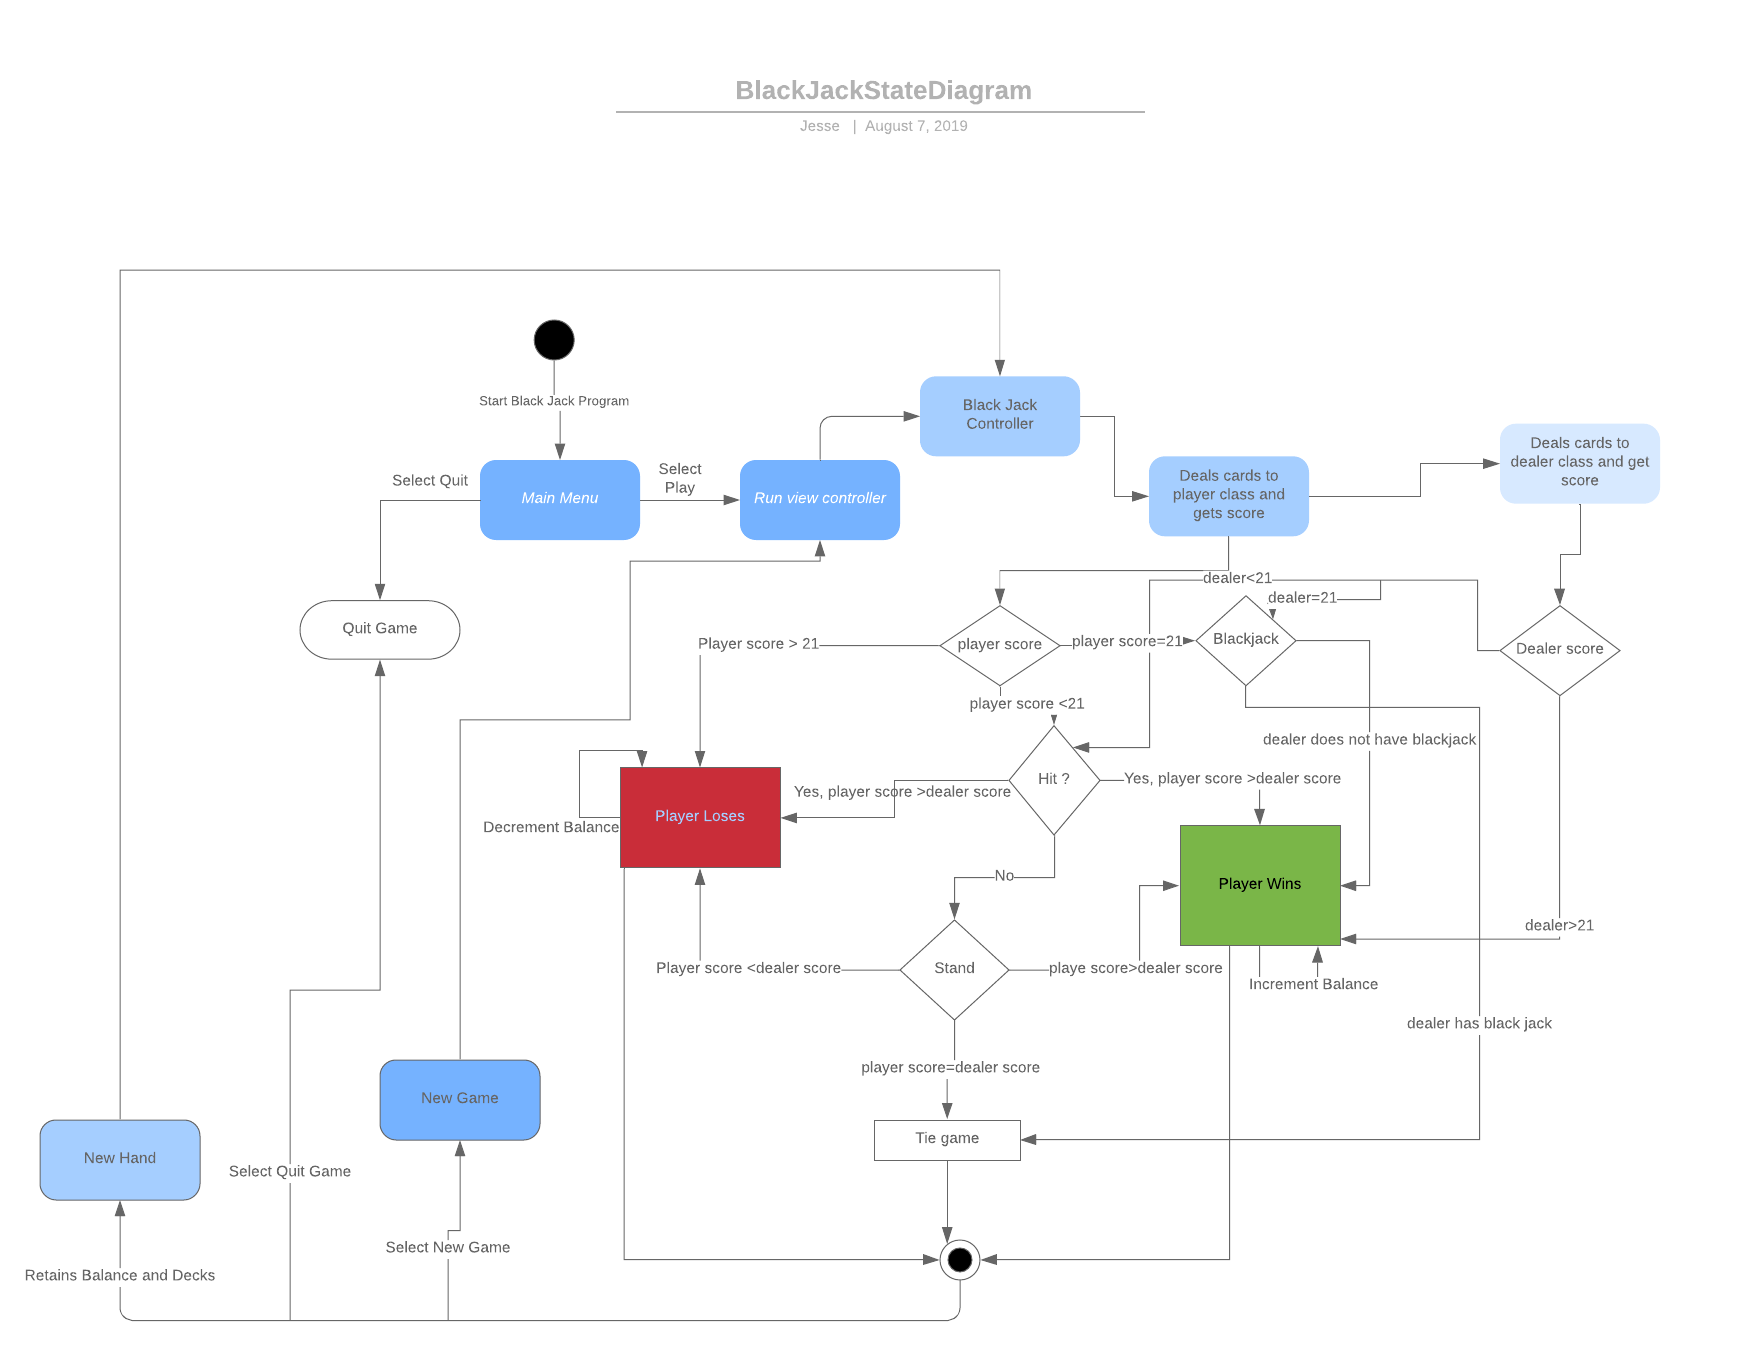 BlackJackStateDiagram
Jesse | August 7, 2019
Start Black Jack Program
Black Jack
Controller
Select Quit
Main Menu
Select
Play
Run view controller
Deals cards to
player class and
gets score
Deals cards to
dealer class and get
score
Quit Game
dealer<21
dealer=21
Player score > 21
player score
player score=21
Blackjack
Dealer score
player score <21
dealer does not have blackjack
Hit ?
Yes, player score >dealer score
Yes, player score >dealer score
Decrement Balance
Player Loses
No
Player Wins
dealer>21
Player score <dealer score
Stand
playe score>dealer score
Increment Balance
dealer has black jack
player score=dealer score
New Game
Tie game
New Hand
Select Quit Game
Select New Game
Retains Balance and Decks